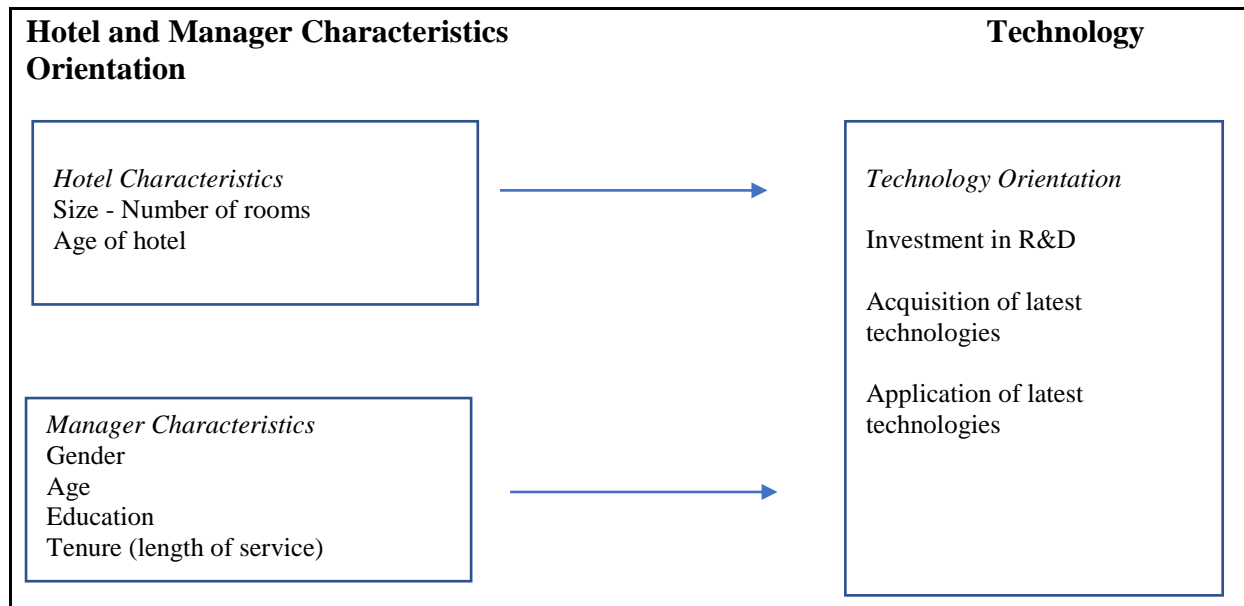 Hotel and Manager Characteristics Technology
Orientation
Hotel Characteristics
Size - Number of rooms
Age of hotel
Manager Characteristics
Gender
Age
Education
Tenure (length of service)
Technology Orientation
Investment in R&D
Acquisition of latest
technologies
Application of latest
technologies